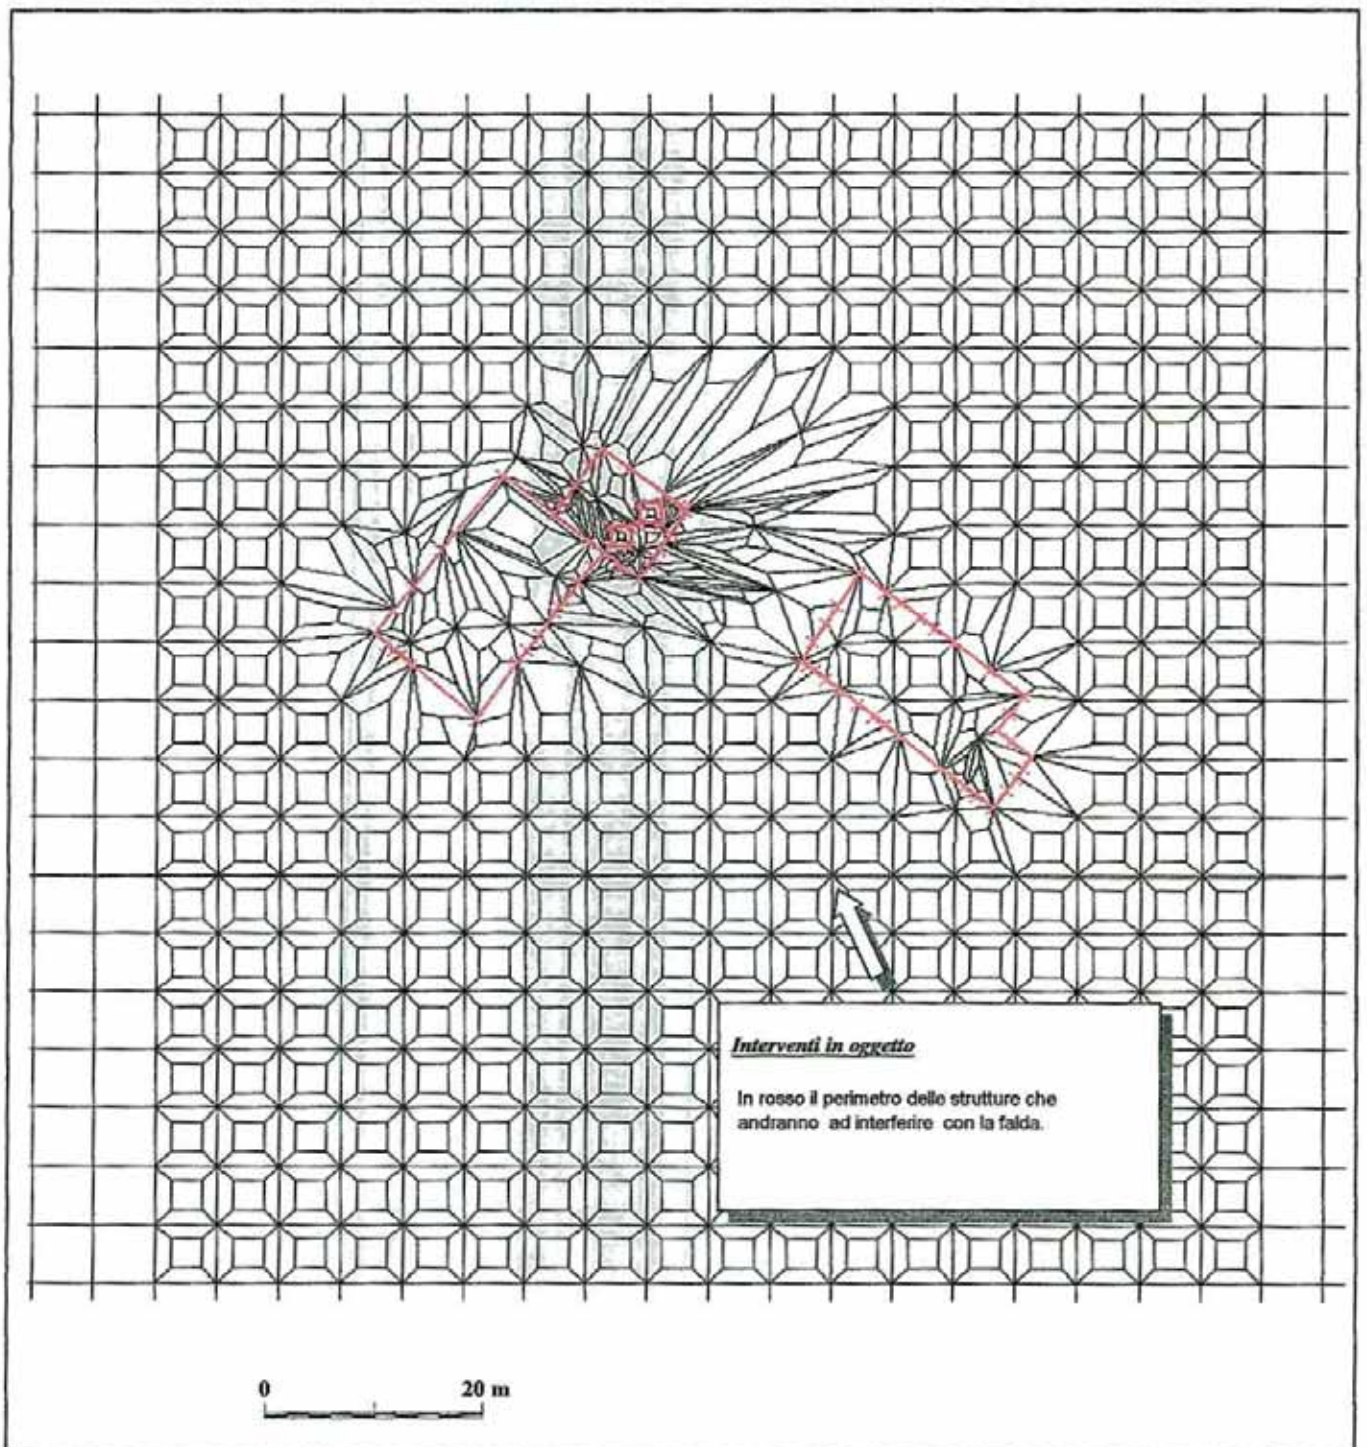 Interventi in oggetto
In rosso il perimetro delle strutture che
andranno ad interferire con la falda.
0 20 m